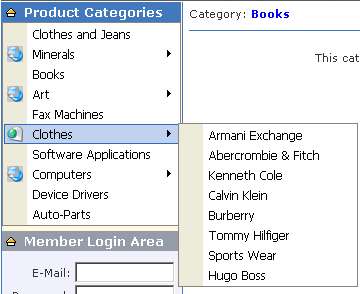 Product Categories
Clothes and Jeans
Minerals
Books
Art
Fax Machines
Clothes
Software Applications
Computers
Device Drivers
Auto-Parts
Member Login Area
E-Mail:
Category: Books
This cat
Armani Exchange
Abercrombie & Fitch
Kenneth Cole
Calvin Klein
Burberry
Tommy Hilfiger
Sports Wear
Hugo Boss